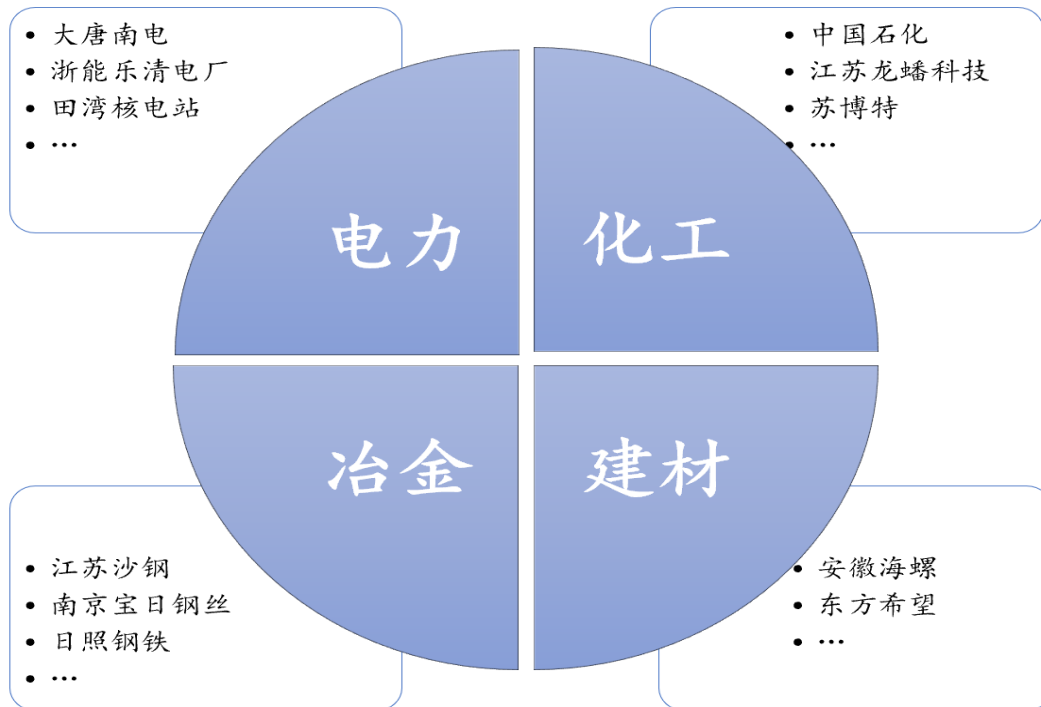 • 大唐南电
• 浙能乐清电厂
• 田湾核电站
• …
• 中国石化
• 江苏龙蟠科技
• 苏博特
• …
电力
化工
冶金
建材
• 江苏沙钢
• 南京宝日钢丝
• 日照钢铁
• …
• 安徽海螺
• 东方希望
• …